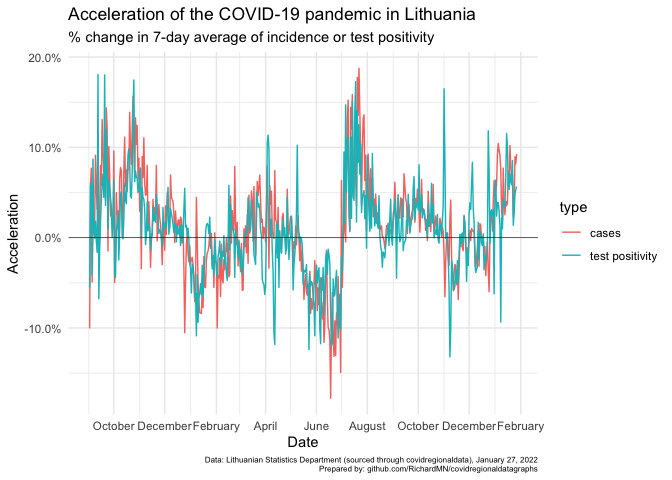 Acceleration of the COVID-19 pandemic in Lithuania
% change in 7-day average of incidence or test positivity
20.0%
10.0%
0.0%
-10.0%
Acceleration
October December February April June August October December February
Date
type
cases
test positivity
Data: Lithuanian Statistics Department (sourced through covidregionaldata), January 27, 2022
Prepared by: github.com/RichardMN/covidregionaldatagraphs